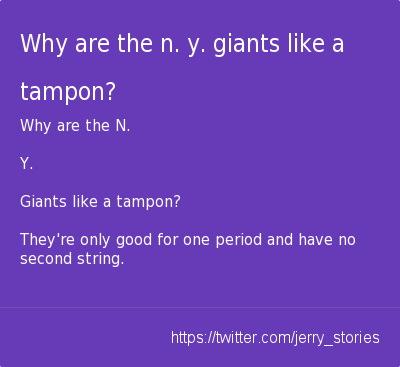 Why are the n. y. giants like a
tampon?
Why are the N.
Y.
Giants like a tampon?
They're only good for one period and have no
second string.
https://twitter.com/jerry_stories